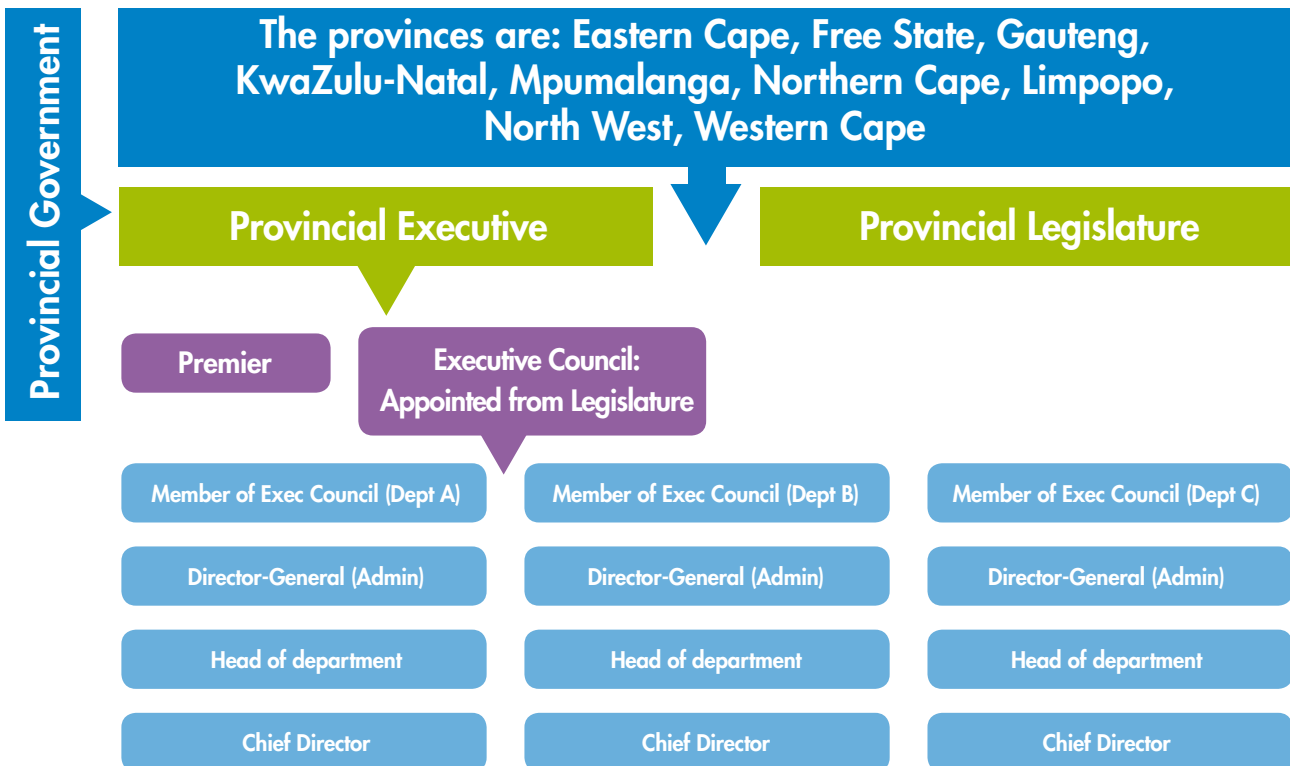 Provincial Government
The provinces are: Eastern Cape, Free State, Gauteng,
KwaZulu-Natal, Mpumalanga, Northern Cape, Limpopo,
North West, Western Cape
Provincial Executive
Provincial Legislature
Premier
Executive Council:
Appointed from Legislature
Member of Exec Council (Dept A)
Member of Exec Council (Dept B)
Member of Exec Council (Dept C)
Director-General (Admin)
Director-General (Admin)
Director-General (Admin)
Head of department
Head of department
Head of department
Chief Director
Chief Director
Chief Director